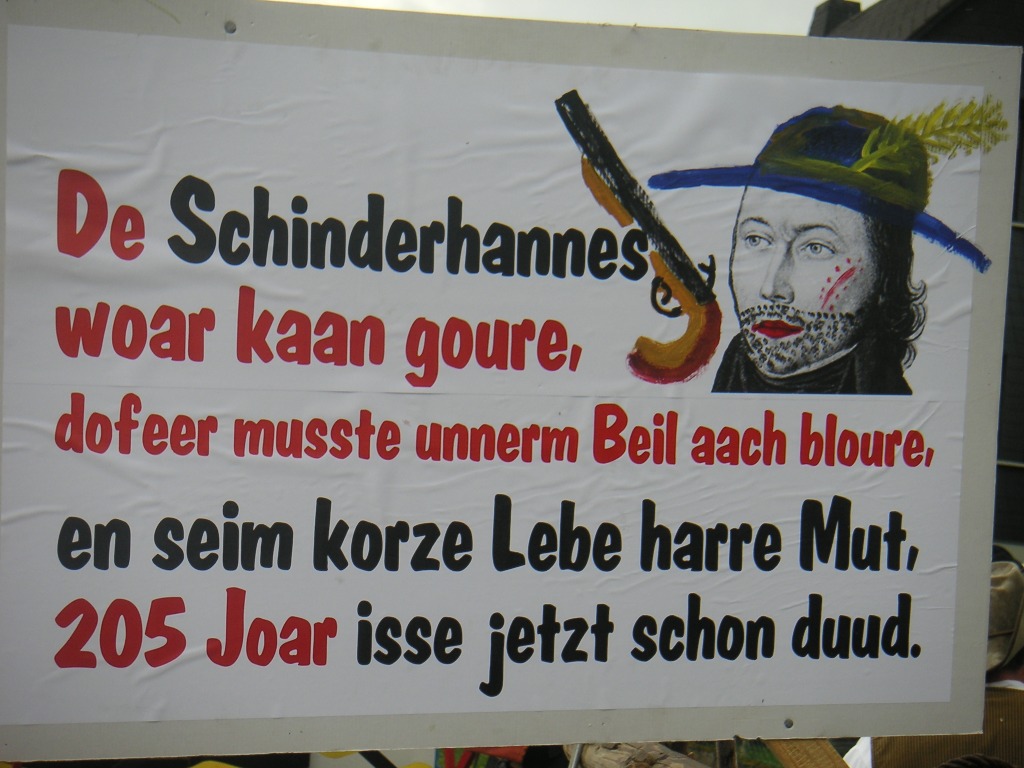 De Schinderhannes
woar kaan goure,
dofeer musste unnerm Beil aach bloure,
en seim korze Lebe harre Mut,
205 Joar isse jetzt schon duud.